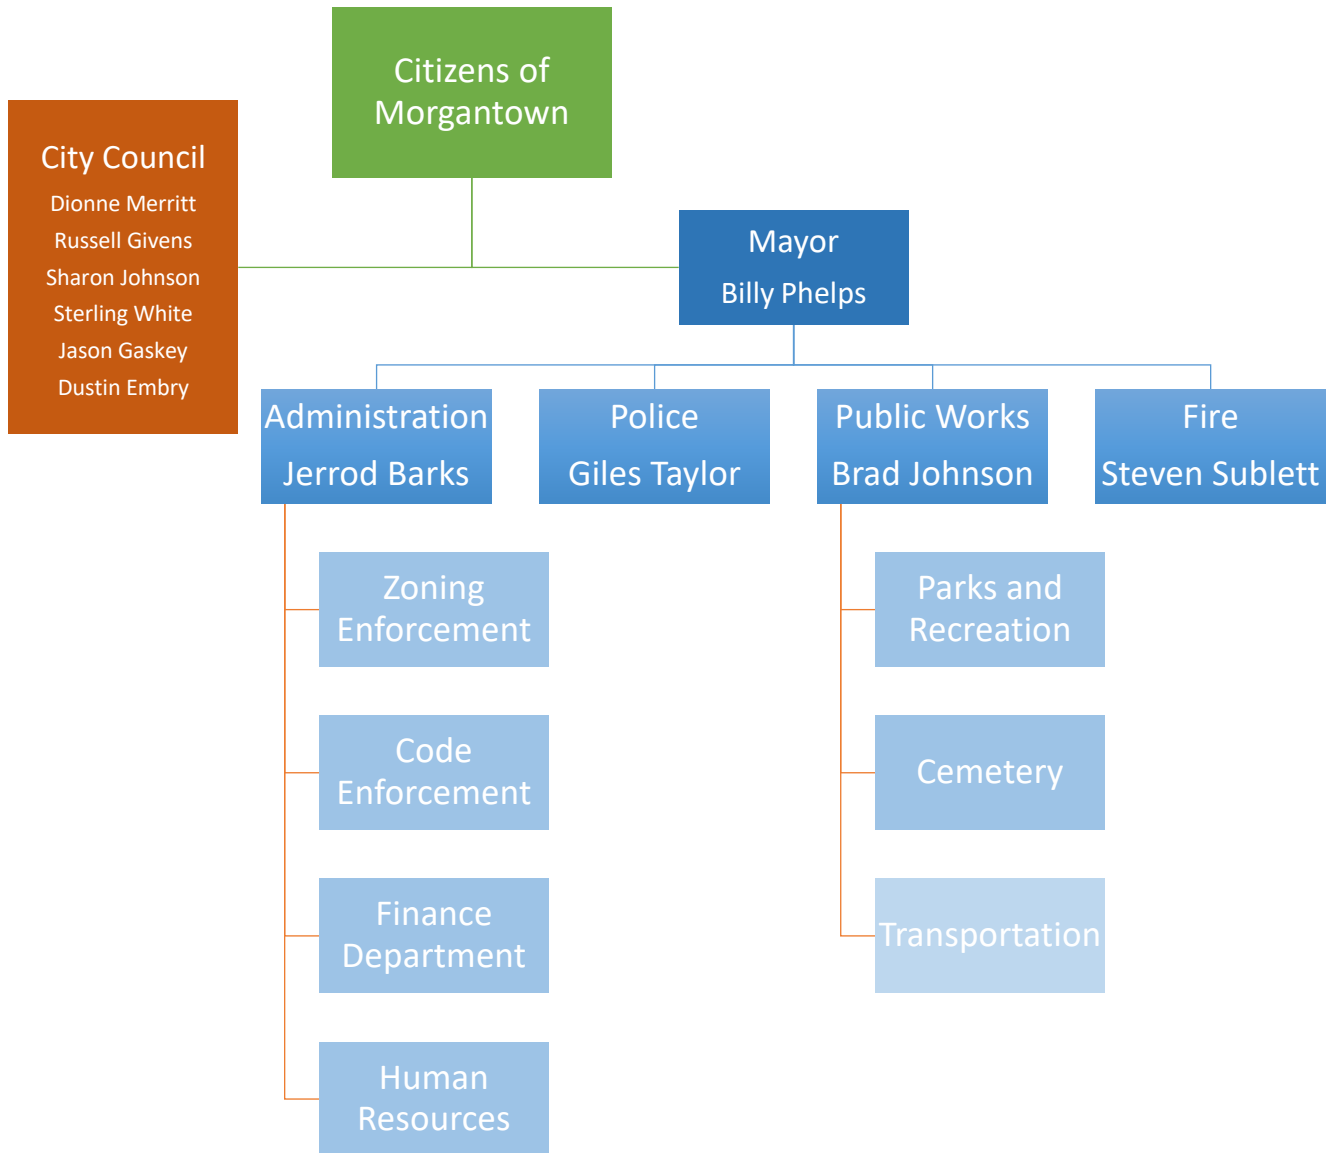 Citizens of
Morgantown
City Council
Dionne Merritt
Russell Givens
Sharon Johnson
Sterling White
Jason Gaskey
Dustin Embry
Mayor
Billy Phelps
Administration
Jerrod Barks
Police
Giles Taylor
Public Works
Brad Johnson
Fire
Steven Sublett
Zoning
Enforcement
Code
Enforcement
Finance
Department
Human
Resources
Parks and
Recreation
Cemetery
Transportation